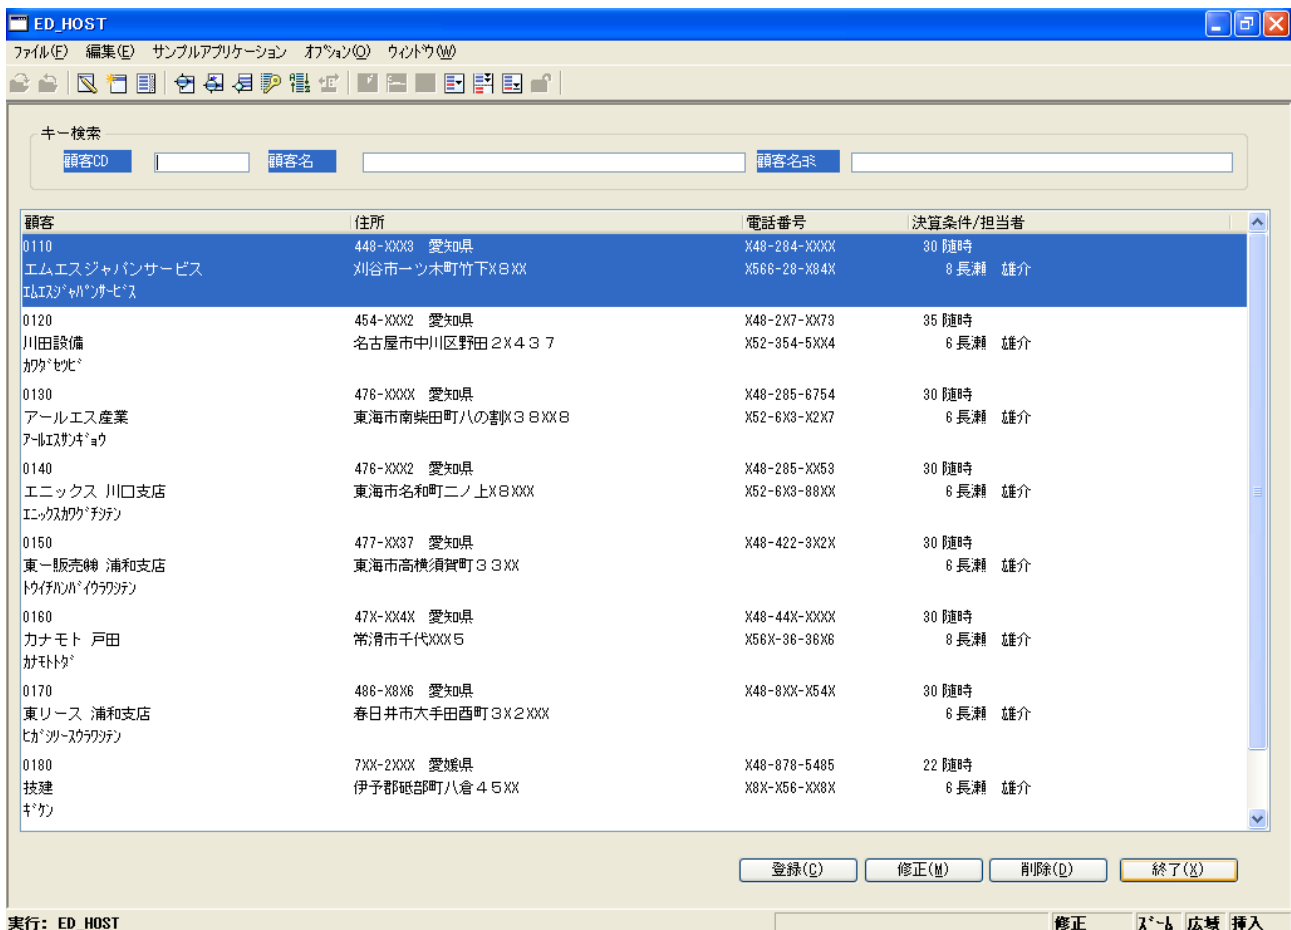 ED_HOST
ﾌｧｲﾙ(F) 編集(E) サンプルアプリケーション ｵﾌﾟｼｮﾝ(O) ｳｨﾝﾄﾞｳ(W)
キー検索
顧客CD 顧客名 顧客名ﾖﾐ
顧客 住所 電話番号 決算条件/担当者
0110 448-XXX3 愛知県 X48-284-XXXX 30 随時
エムエスジャパンサービス 刈谷市一ツ木町竹下X８XX X566-28-X84X 8 長瀬 雄介
ｴﾑｴｽｼﾞｬﾊﾟﾝｻｰﾋﾞｽ
0120 454-XXX2 愛知県 X48-2X7-XX73 35 随時
川田設備 名古屋市中川区野田２X４３７ X52-354-5XX4 6 長瀬 雄介
ｶﾜﾀﾞｾﾂﾋﾞ
0130 476-XXXX 愛知県 X48-285-6754 30 随時
アールエス産業 東海市南柴田町八の割X３８XX８ X52-6X3-X2X7 6 長瀬 雄介
ｱｰﾙｴｽｻﾝｷﾞｮｳ
0140 476-XXX2 愛知県 X48-285-XX53 30 随時
エニックス 川口支店 東海市名和町二ノ上X８XXX X52-6X3-88XX 6 長瀬 雄介
ｴﾆｯｸｽｶﾜｸﾞﾁｼﾃﾝ
0150 477-XX37 愛知県 X48-422-3X2X 30 随時
東一販売㈱ 浦和支店 東海市高横須賀町３３XX 6 長瀬 雄介
ﾄｳｲﾁﾊﾝﾊﾞｲｳﾗﾜｼﾃﾝ
0160 47X-XX4X 愛知県 X48-44X-XXXX 30 随時
カナモト 戸田 常滑市千代XXX５ X56X-36-36X6 8 長瀬 雄介
ｶﾅﾓﾄﾄﾀﾞ
0170 486-X8X6 愛知県 X48-8XX-X54X 30 随時
東リース 浦和支店 春日井市大手田酉町３X２XXX 6 長瀬 雄介
ﾋｶﾞｼﾘｰｽｳﾗﾜｼﾃﾝ
0180 7XX-2XXX 愛媛県 X48-878-5485 22 随時
技建 伊予郡砥部町八倉４５XX X8X-X56-XX8X 6 長瀬 雄介
ｷﾞｹﾝ
登録(C) 修正(M) 削除(D) 終了(X)
実行: ED_HOST 修正 ｽﾞｰﾑ 広域 挿入